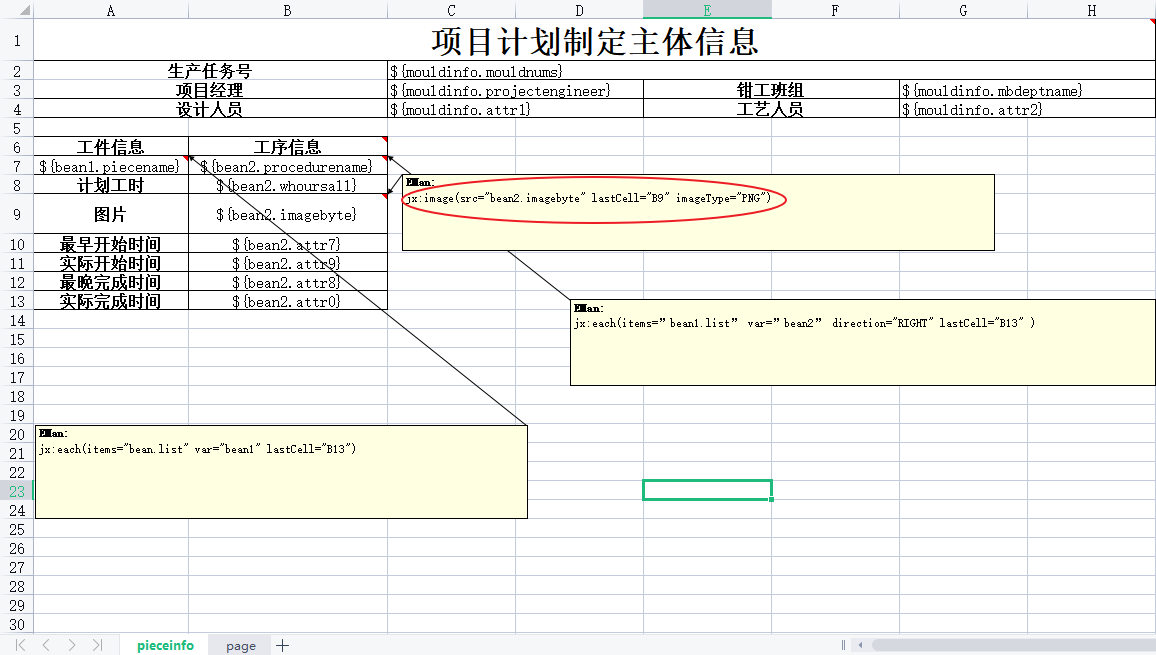 A B C D E F G H
1 项目计划制定主体信息
2 生产任务号 ${mouldinfo.mouldnums}
3 项目经理 ${mouldinfo.projectengineer} 钳工班组 ${mouldinfo.mbdeptname}
4 设计人员 ${mouldinfo.attr1} 工艺人员 ${mouldinfo.attr2}
5
6 工件信息 工序信息
7 ${bean1.piecename} ${bean2.procedurename}
8 计划工时 ${bean2.whoursall}
9 图片 ${bean2.imagebyte}
10 最早开始时间 ${bean2.attr7}
11 实际开始时间 ${bean2.attr9}
12 最晚完成时间 ${bean2.attr8}
13 实际完成时间 ${bean2.attr0}
EMan:
jx:image(src="bean2.imagebyte" lastCell="B9" imageType="PNG")
EMan:
jx:each(items=”bean1.list” var=”bean2” direction="RIGHT" lastCell="B13" )
14
15
16
17
18
19
20
21
22
23
24
25
26
27
28
29
30
EMan:
jx:each(items="bean.list" var="bean1" lastCell="B13")
pieceinfo page